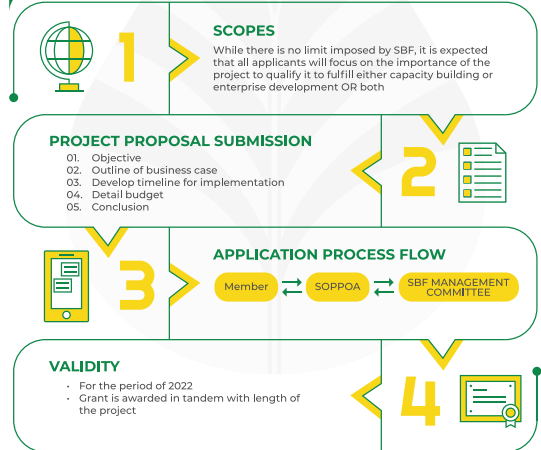 1
SCOPES
While there is no limit imposed by SBF, it is expected
that all applicants will focus on the importance of the
project to qualify it to fulfill either capacity building or
enterprise development OR both
PROJECT PROPOSAL SUBMISSION
01. Objective
02. Outline of business case
03. Develop timeline for implementation
04. Detail budget
05. Conclusion
2
3
APPLICATION PROCESS FLOW
Member
SOPPOA
SBF MANAGEMENT
COMMITTEE
VALIDITY
• For the period of 2022
• Grant is awarded in tandem with length of
the project
4